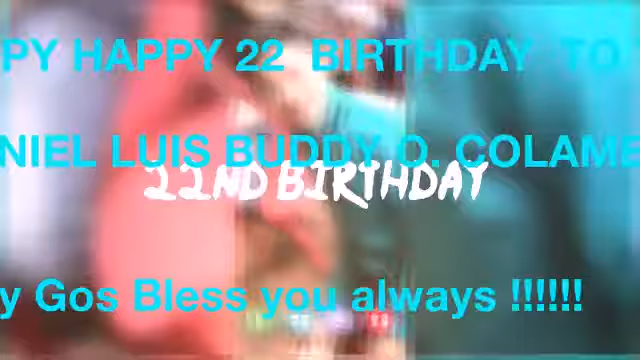 PY HAPPY 22 BIRTHDAY TO
NIEL LUIS BUDDY O. COLAME
22ND BIRTHDAY
y Gos Bless you always !!!!!!